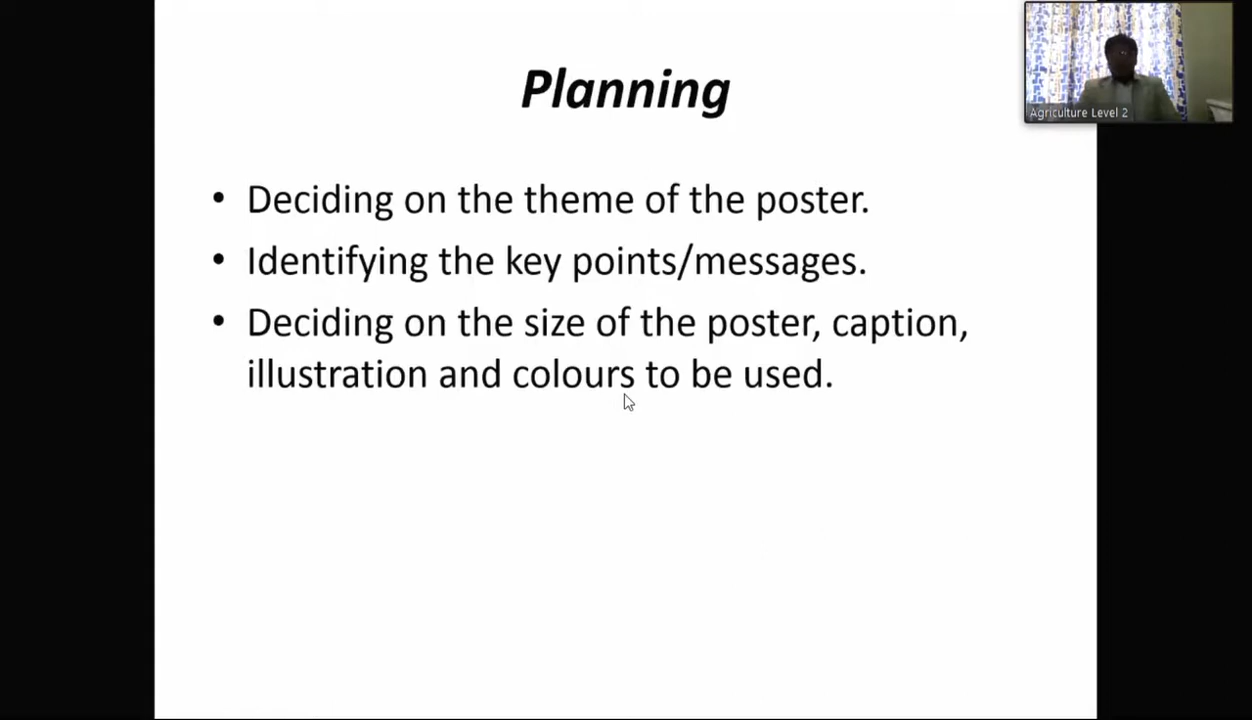 Planning
Agriculture Level 2
• Deciding on the theme of the poster.
• Identifying the key points/messages.
• Deciding on the size of the poster, caption,
illustration and colours to be used.